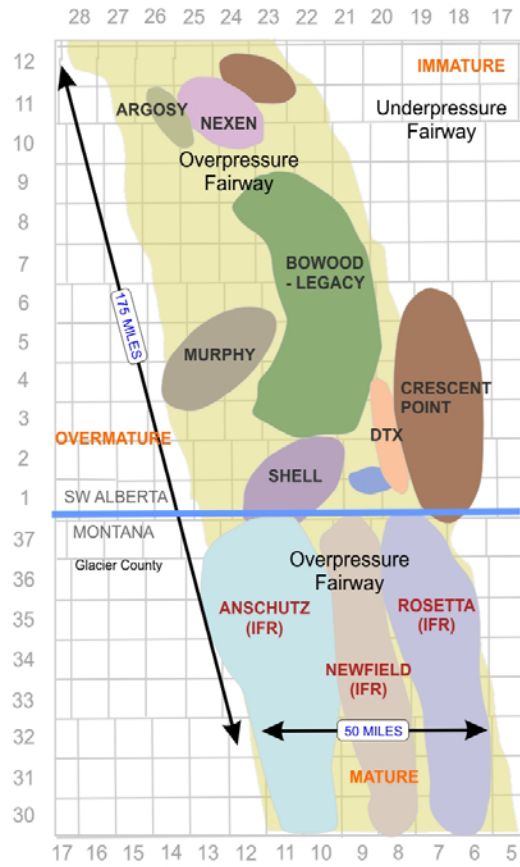 28 27 26 25 24 23 22 21 20 19 18 17
12
11
10
9
8
7
6
5
4
3
2
1
37
36
35
34
33
32
31
30
IMMATURE
Underpressure
Fairway
ARGOSY
NEXEN
Overpressure
Fairway
BOWOOD
- LEGACY
175 MILES
MURPHY
CRESCENT
POINT
DTX
OVERMATURE
SHELL
SW ALBERTA
MONTANA
Glacier County
Overpressure
Fairway
ANSCHUTZ
(IFR)
ROSETTA
(IFR)
NEWFIELD
(IFR)
50 MILES
MATURE
17 16 15 14 13 12 11 10 9 8 7 6 5